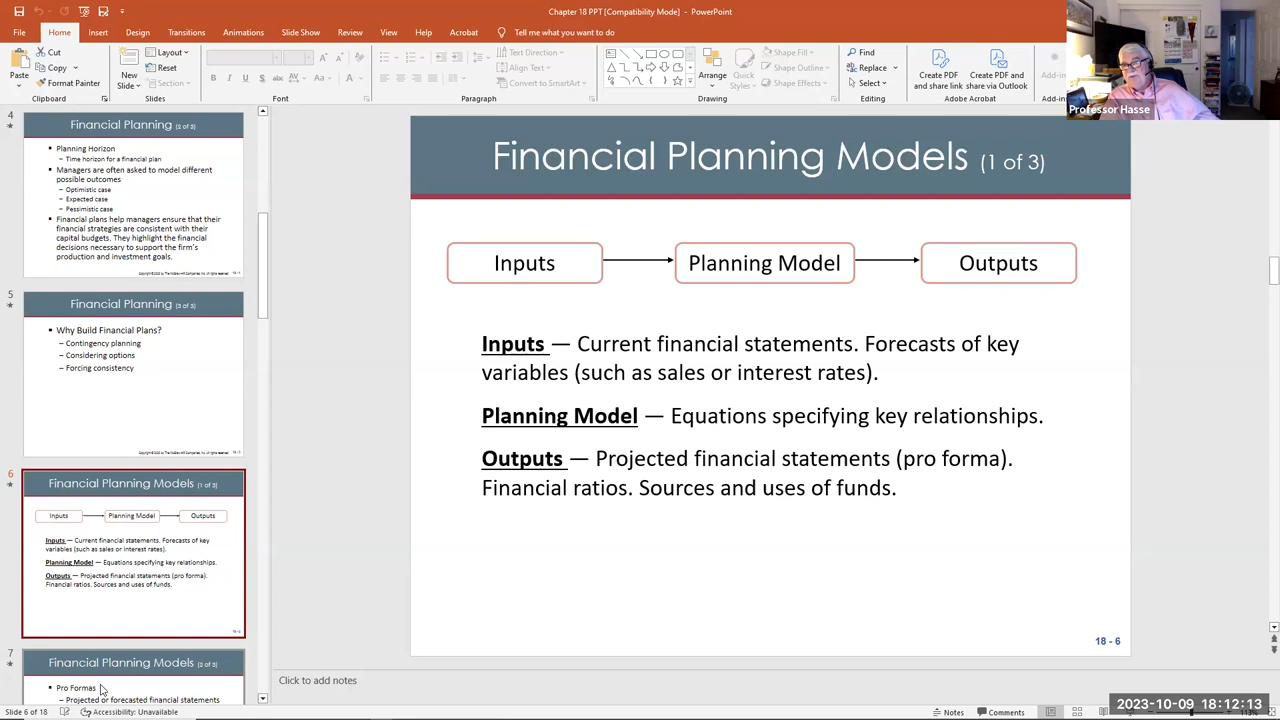 Chapter 18 PPT [Compatibility Mode] - PowerPoint
File Home Insert Design Transitions Animations Slide Show Review View Help Acrobat Tell me what you want to do
Paste
Cut
Copy
Format Painter
Clipboard
New
Slide
Layout
Reset
Section
Slides
Font
Text Direction
Align Text
Convert to SmartArt
Paragraph
Arrange
Quick
Styles
Shape Fill
Shape Outline
Shape Effects
Drawing
Find
Replace
Select
Editing
Create PDF
and share link
Create PDF and
share via Outlook
Adobe Acrobat
Add-in
Professor Hasse
4
Financial Planning (2 of 3)
Planning Horizon
– Time horizon for a financial plan
Managers are often asked to model different
possible outcomes
– Optimistic case
– Expected case
– Pessimistic case
Financial plans help managers ensure that their
financial strategies are consistent with their
capital budgets. They highlight the financial
decisions necessary to support the firm's
production and investment goals.
5
Financial Planning (3 of 3)
Why Build Financial Plans?
– Contingency planning
– Considering options
– Forcing consistency
6
Financial Planning Models (1 of 3)
Inputs Planning Model Outputs
Inputs — Current financial statements. Forecasts of key
variables (such as sales or interest rates).
Planning Model — Equations specifying key relationships.
Outputs — Projected financial statements (pro forma).
Financial ratios. Sources and uses of funds.
18 - 6
7
Financial Planning Models (2 of 3)
Pro Formas
– Projected or forecasted financial statements
Financial Planning Models (1 of 3)
Inputs Planning Model Outputs
Inputs — Current financial statements. Forecasts of key
variables (such as sales or interest rates).
Planning Model — Equations specifying key relationships.
Outputs — Projected financial statements (pro forma).
Financial ratios. Sources and uses of funds.
18 - 6
Click to add notes
Slide 6 of 18 Accessibility: Unavailable Notes Comments
2023-10-09 18:12:13